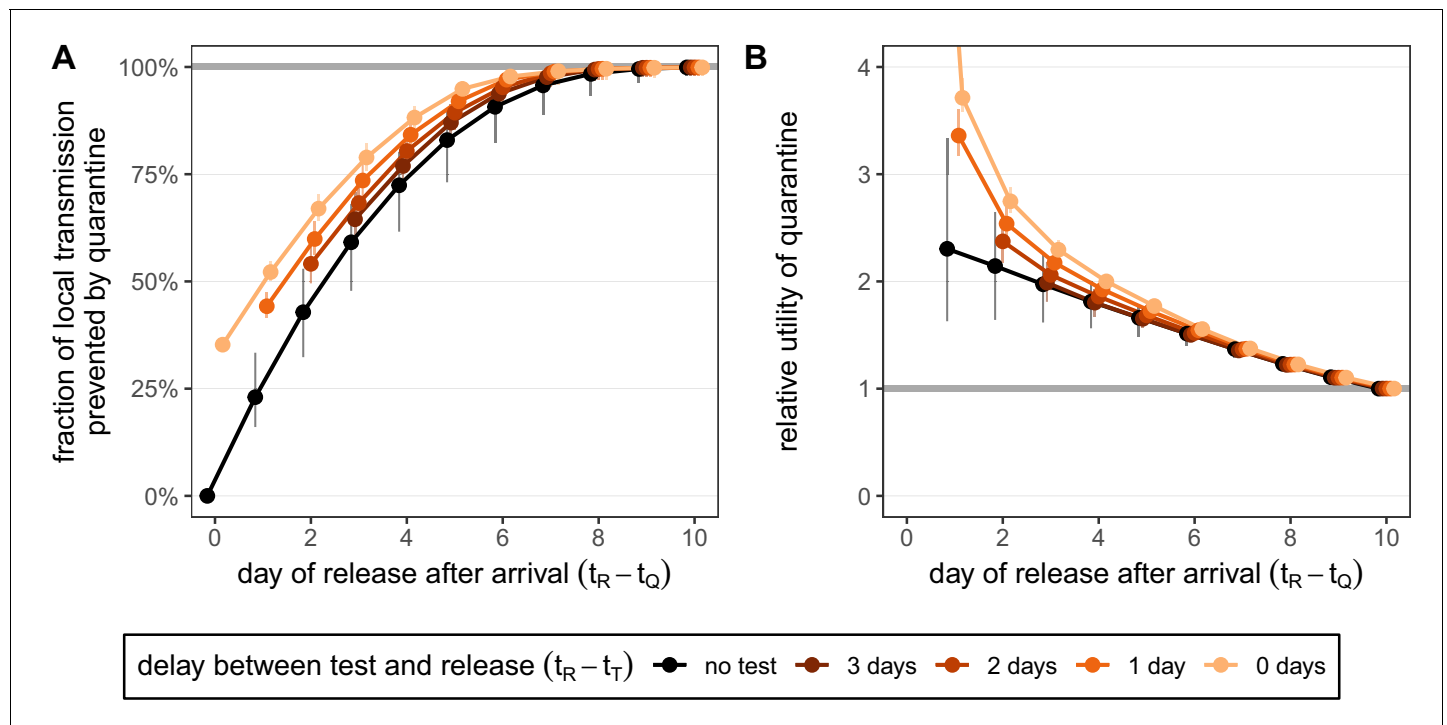 A
B
fraction of local transmission
prevented by quarantine
100%
75%
50%
25%
0%
0 2 4 6 8 10
day of release after arrival (tR − tQ)
relative utility of quarantine
4
3
2
1
0
0 2 4 6 8 10
day of release after arrival (tR − tQ)
delay between test and release (tR − tT) no test 3 days 2 days 1 day 0 days